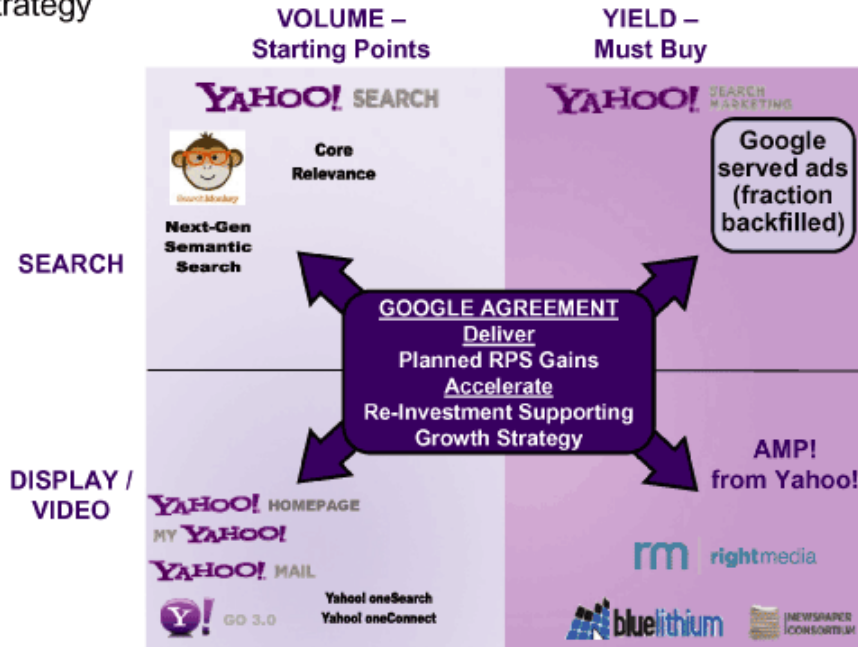 trategy
VOLUME –
Starting Points
YIELD –
Must Buy
YAHOO! SEARCH
YAHOO! SEARCH
MARKETING
SearchMonkey
Core
Relevance
Google
served ads
(fraction
backfilled)
Next-Gen
Semantic
Search
SEARCH
GOOGLE AGREEMENT
Deliver
Planned RPS Gains
Accelerate
Re-Investment Supporting
Growth Strategy
DISPLAY /
VIDEO
AMP!
from Yahoo!
YAHOO! HOMEPAGE
MY YAHOO!
YAHOO! MAIL
Y! GO 3.0
Yahoo! oneSearch
Yahoo! oneConnect
rm rightmedia
bluelithium
NEWSPAPER
CONSORTIUM